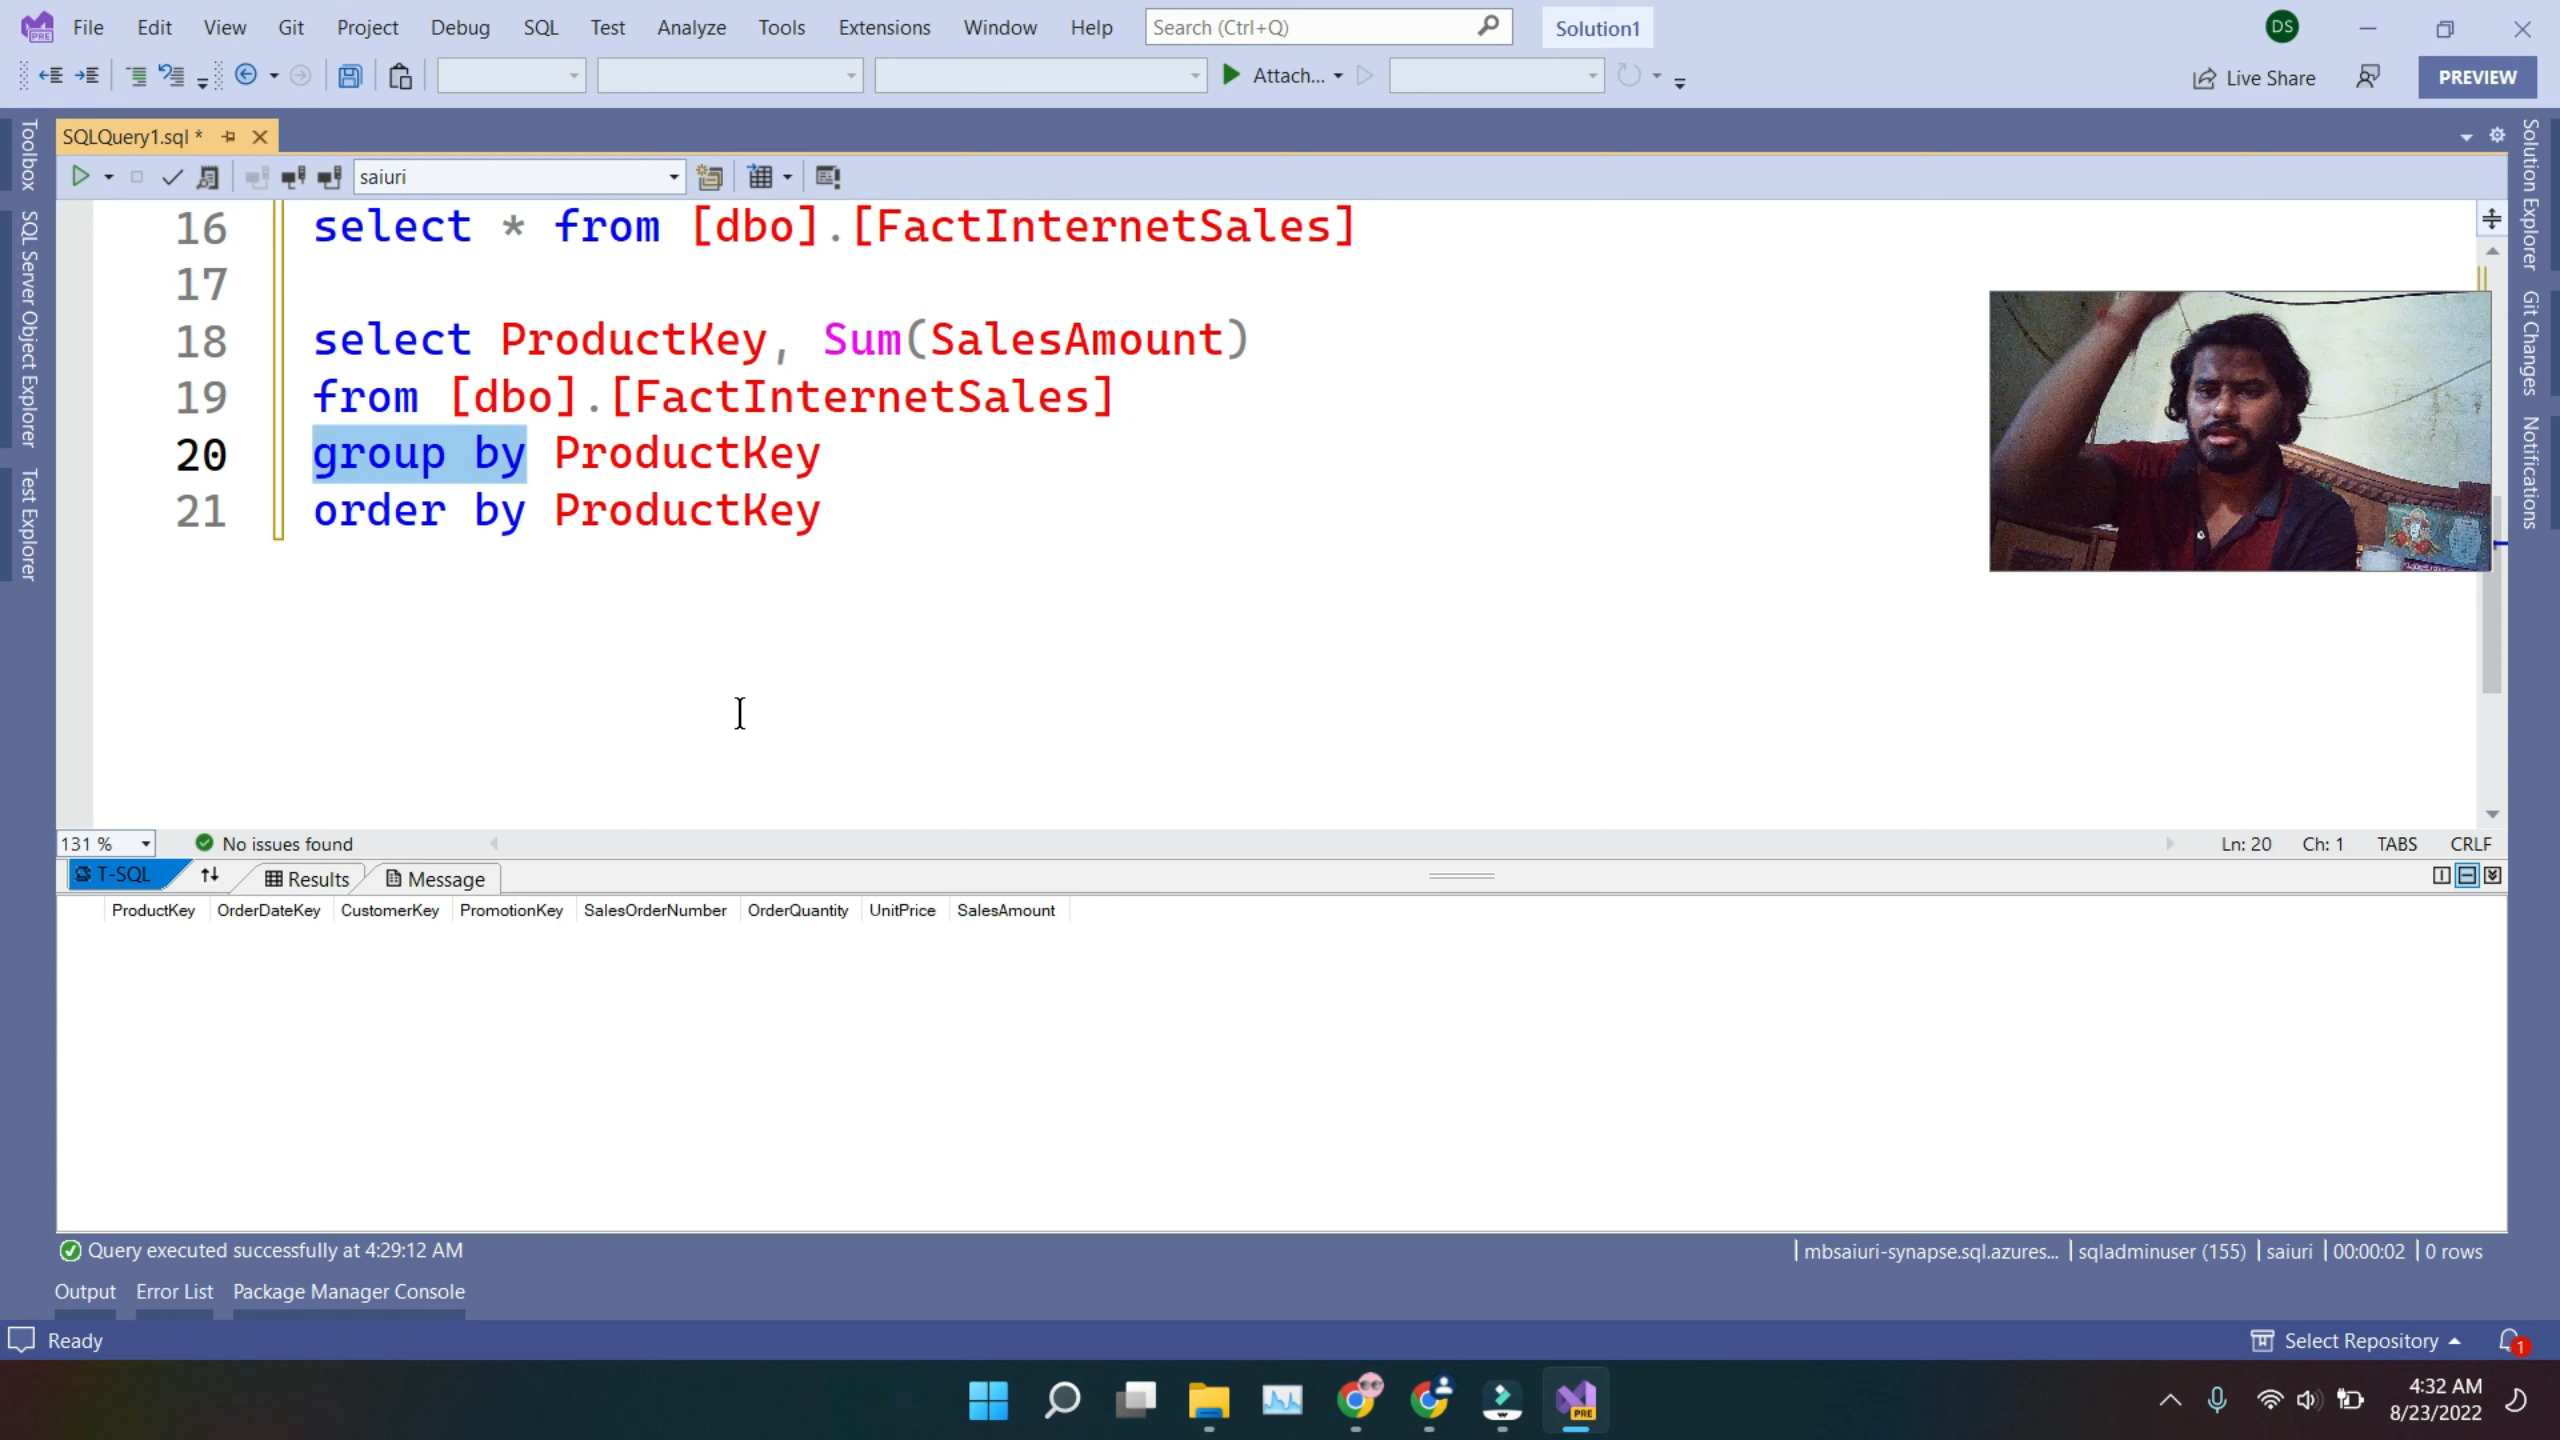 File Edit View Git Project Debug SQL Test Analyze Tools Extensions Window Help Search (Ctrl+Q) Solution1 DS
Attach... Live Share PREVIEW
SQLQuery1.sql *
saiuri
Toolbox
SQL Server Object Explorer
Test Explorer
Solution Explorer
Git Changes
Notifications
16 select * from [dbo].[FactInternetSales]
17
18 select ProductKey, Sum(SalesAmount)
19 from [dbo].[FactInternetSales]
20 group by ProductKey
21 order by ProductKey
131 % No issues found Ln: 20 Ch: 1 TABS CRLF
T-SQL Results Message
ProductKey OrderDateKey CustomerKey PromotionKey SalesOrderNumber OrderQuantity UnitPrice SalesAmount
Query executed successfully at 4:29:12 AM mbsaiuri-synapse.sql.azures... sqladminuser (155) saiuri 00:00:02 0 rows
Output Error List Package Manager Console
Ready Select Repository 1
PRE
4:32 AM
8/23/2022